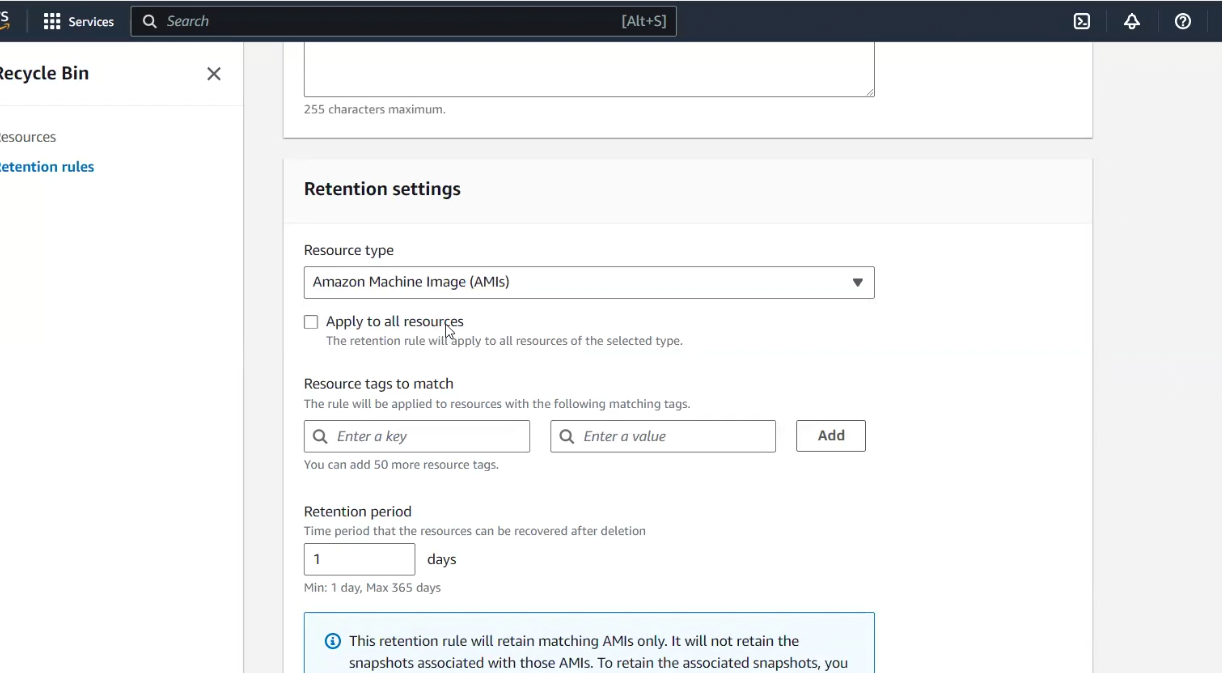 Services
Search
[Alt+S]
Recycle Bin
Resources
Retention rules
255 characters maximum.
Retention settings
Resource type
Amazon Machine Image (AMIs)
Apply to all resources
The retention rule will apply to all resources of the selected type.
Resource tags to match
The rule will be applied to resources with the following matching tags.
Enter a key
Enter a value
Add
You can add 50 more resource tags.
Retention period
Time period that the resources can be recovered after deletion
1
days
Min: 1 day, Max 365 days
This retention rule will retain matching AMIs only. It will not retain the
snapshots associated with those AMIs. To retain the associated snapshots, you